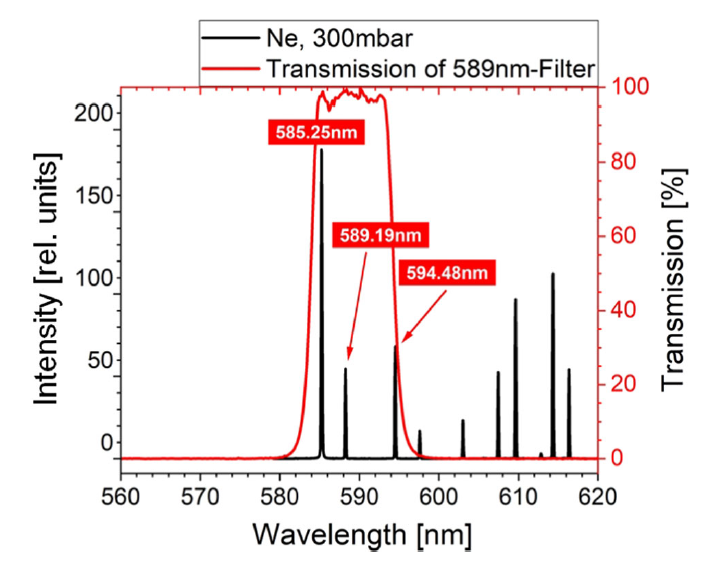 Ne, 300mbar
Transmission of 589nm-Filter
Intensity [rel. units]
200
150
100
50
0
585.25nm
589.19nm
594.48nm
100
80
60
40
20
0
Transmission [%]
560 570 580 590 600 610 620
Wavelength [nm]